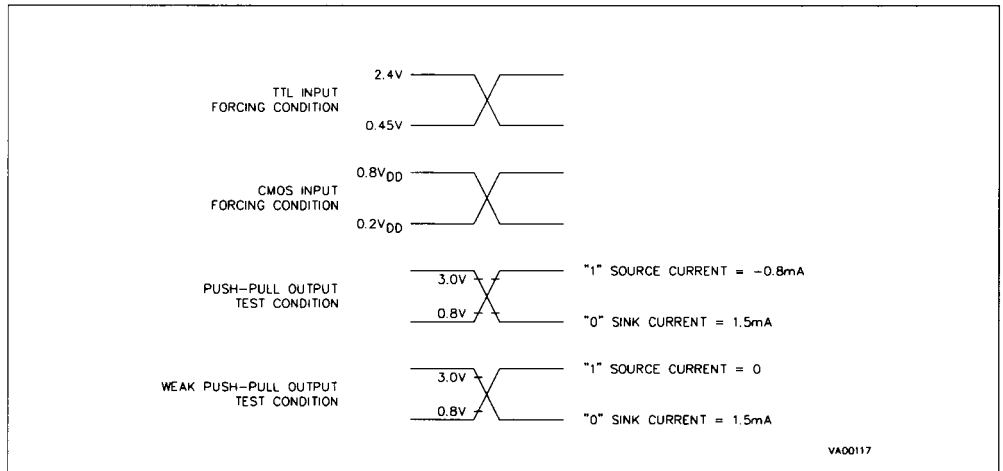 TTL INPUT
FORCING CONDITION
2.4V
0.45V
CMOS INPUT
FORCING CONDITION
0.8VDD
0.2VDD
PUSH-PULL OUTPUT
TEST CONDITION
3.0V
0.8V
"1" SOURCE CURRENT = -0.8mA
"0" SINK CURRENT = 1.5mA
WEAK PUSH-PULL OUTPUT
TEST CONDITION
3.0V
0.8V
"1" SOURCE CURRENT = 0
"0" SINK CURRENT = 1.5mA
VA00117